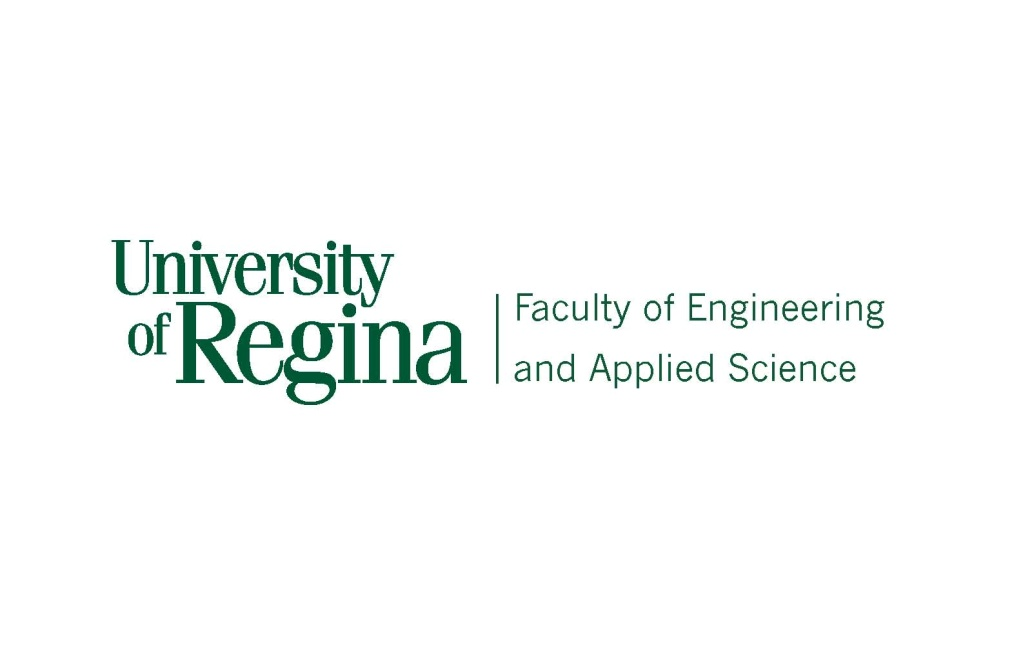 University
of Regina
Faculty of Engineering
and Applied Science